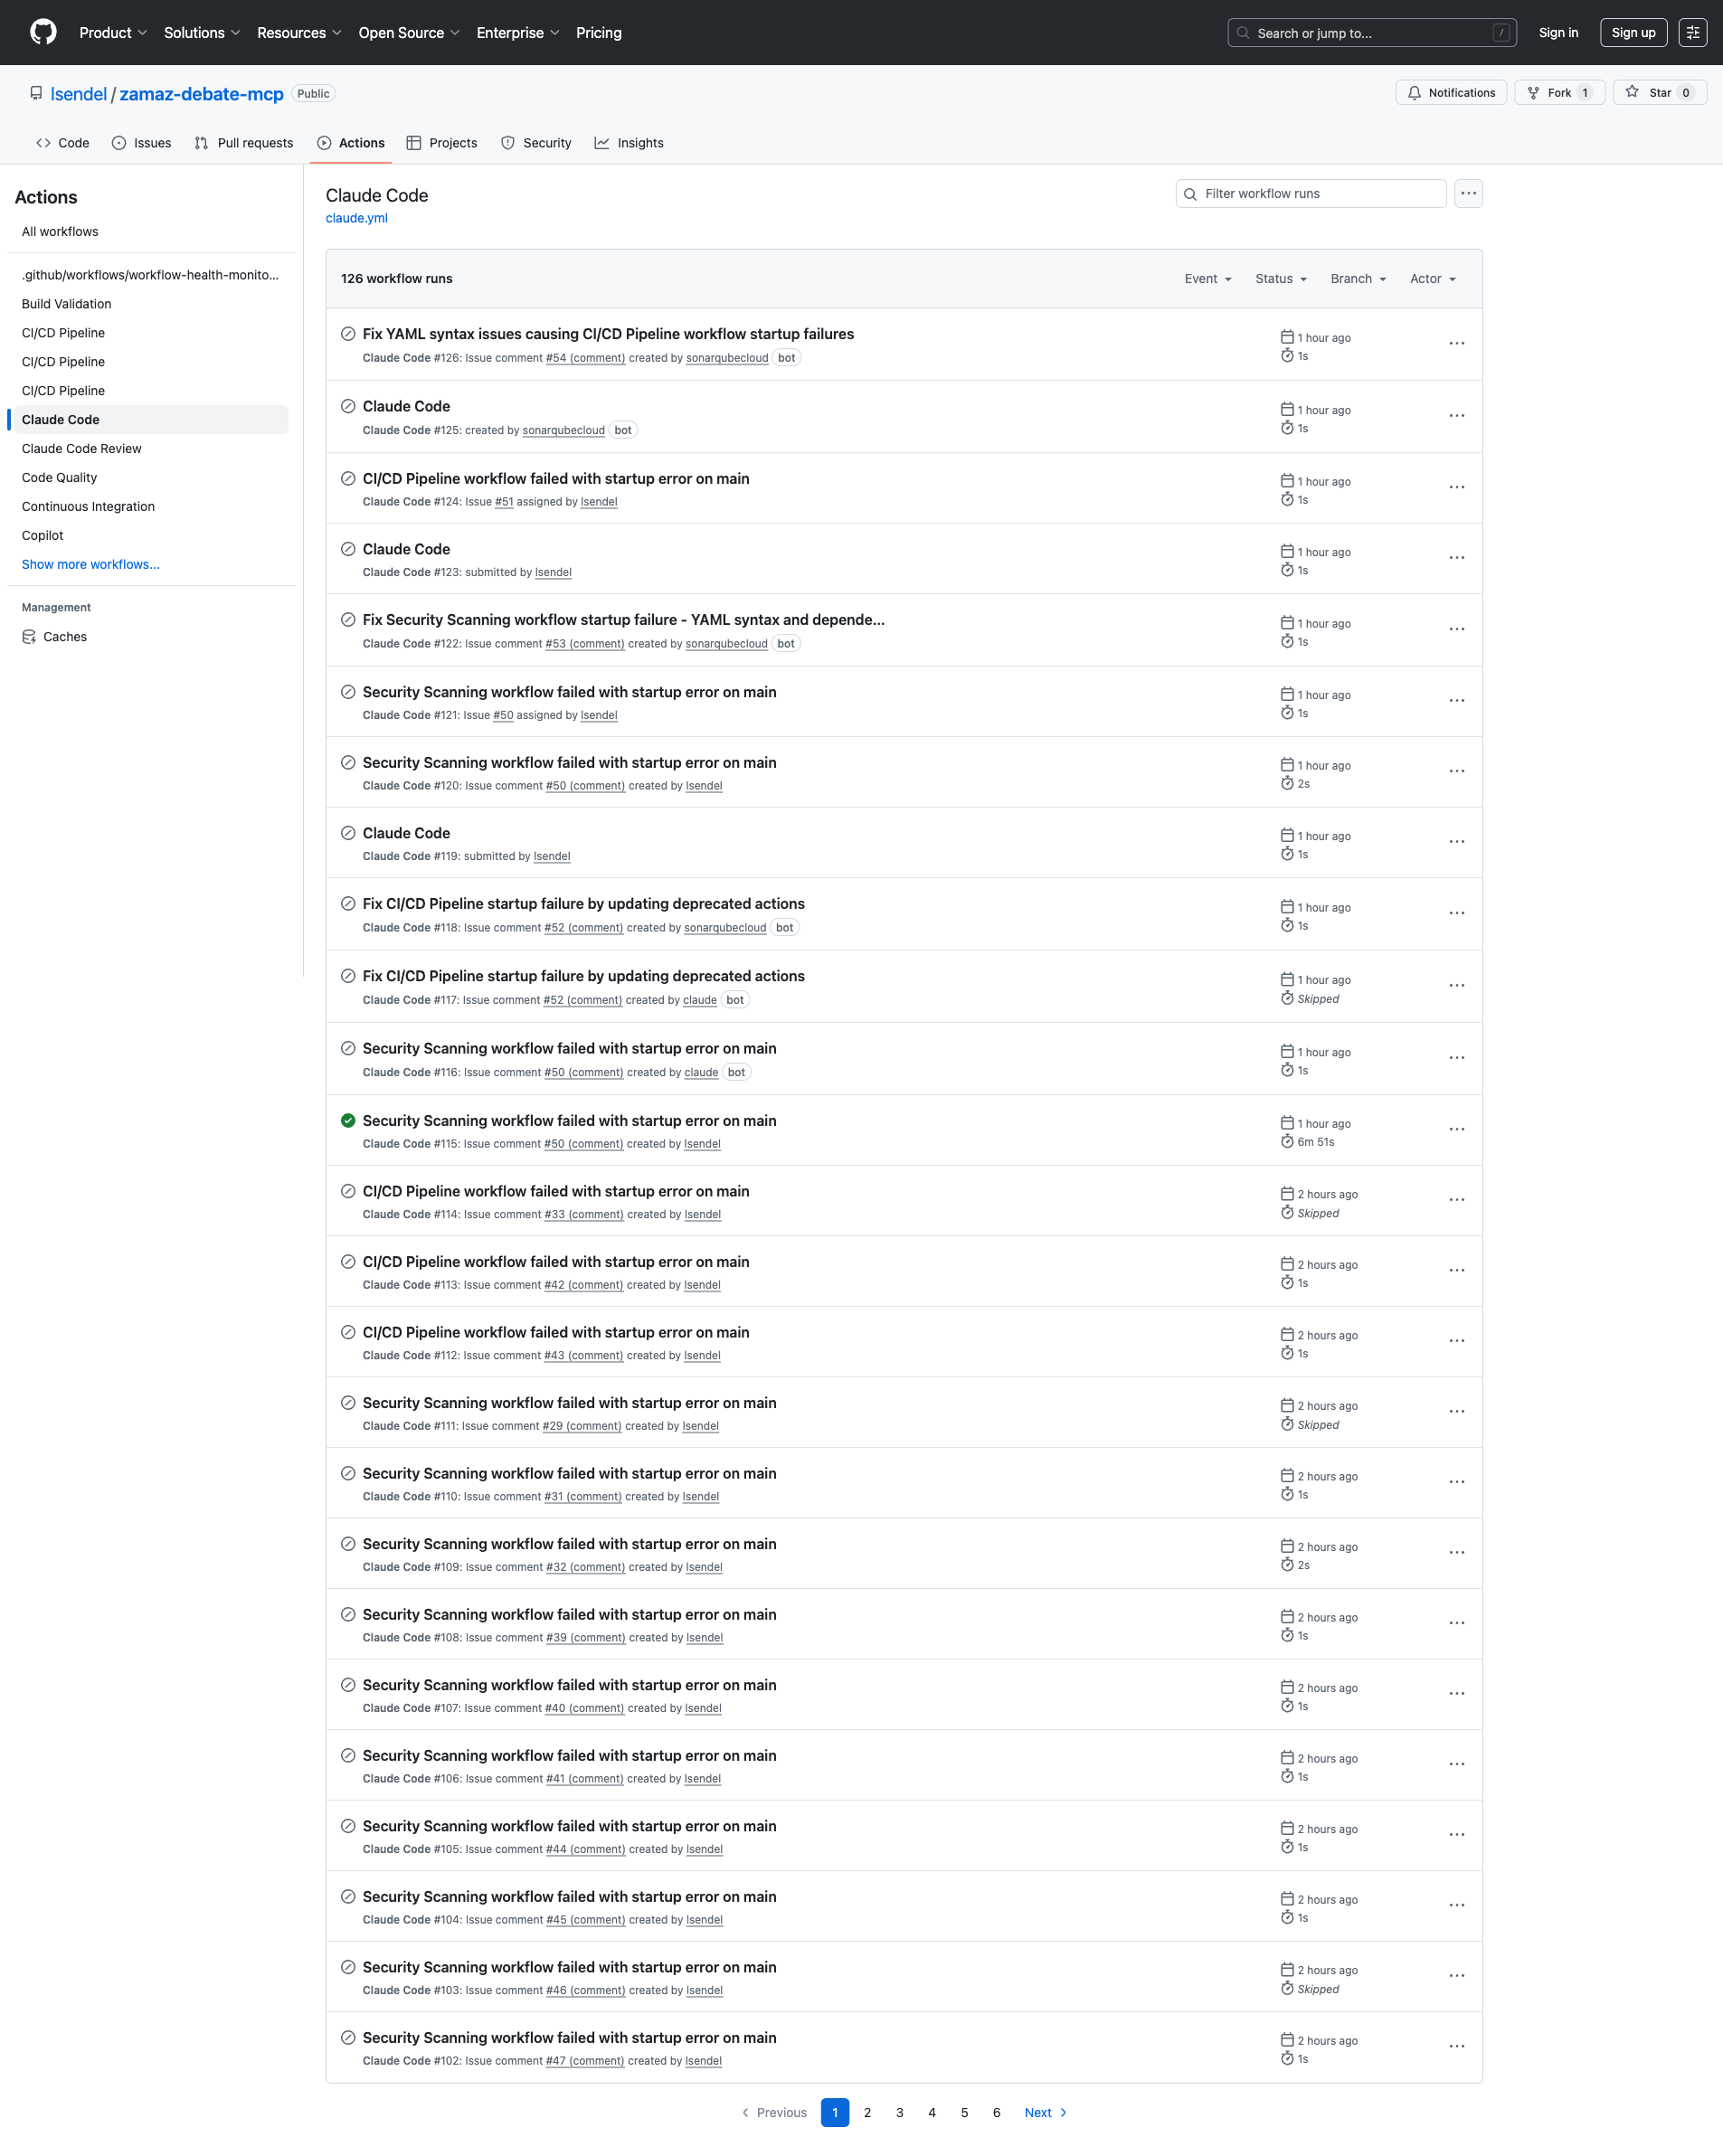 Product
Solutions
Resources
Open Source
Enterprise
Pricing
Search or jump to...
/
Sign in
Sign up
lsendel / zamaz-debate-mcp Public
Notifications
Fork 1
Star 0
Code
Issues
Pull requests
Actions
Projects
Security
Insights
Actions
All workflows
.github/workflows/workflow-health-monito...
Build Validation
CI/CD Pipeline
CI/CD Pipeline
CI/CD Pipeline
Claude Code
Claude Code Review
Code Quality
Continuous Integration
Copilot
Show more workflows...
Management
Caches
Claude Code
claude.yml
Filter workflow runs
126 workflow runs
Event
Status
Branch
Actor
Fix YAML syntax issues causing CI/CD Pipeline workflow startup failures
Claude Code #126: Issue comment #54 (comment) created by sonarqubecloud bot
1 hour ago
1s
Claude Code
Claude Code #125: created by sonarqubecloud bot
1 hour ago
1s
CI/CD Pipeline workflow failed with startup error on main
Claude Code #124: Issue #51 assigned by lsendel
1 hour ago
1s
Claude Code
Claude Code #123: submitted by lsendel
1 hour ago
1s
Fix Security Scanning workflow startup failure - YAML syntax and depende...
Claude Code #122: Issue comment #53 (comment) created by sonarqubecloud bot
1 hour ago
1s
Security Scanning workflow failed with startup error on main
Claude Code #121: Issue #50 assigned by lsendel
1 hour ago
1s
Security Scanning workflow failed with startup error on main
Claude Code #120: Issue comment #50 (comment) created by lsendel
1 hour ago
2s
Claude Code
Claude Code #119: submitted by lsendel
1 hour ago
1s
Fix CI/CD Pipeline startup failure by updating deprecated actions
Claude Code #118: Issue comment #52 (comment) created by sonarqubecloud bot
1 hour ago
1s
Fix CI/CD Pipeline startup failure by updating deprecated actions
Claude Code #117: Issue comment #52 (comment) created by claude bot
1 hour ago
Skipped
Security Scanning workflow failed with startup error on main
Claude Code #116: Issue comment #50 (comment) created by claude bot
1 hour ago
1s
Security Scanning workflow failed with startup error on main
Claude Code #115: Issue comment #50 (comment) created by lsendel
1 hour ago
6m 51s
CI/CD Pipeline workflow failed with startup error on main
Claude Code #114: Issue comment #33 (comment) created by lsendel
2 hours ago
Skipped
CI/CD Pipeline workflow failed with startup error on main
Claude Code #113: Issue comment #42 (comment) created by lsendel
2 hours ago
1s
CI/CD Pipeline workflow failed with startup error on main
Claude Code #112: Issue comment #43 (comment) created by lsendel
2 hours ago
1s
Security Scanning workflow failed with startup error on main
Claude Code #111: Issue comment #29 (comment) created by lsendel
2 hours ago
Skipped
Security Scanning workflow failed with startup error on main
Claude Code #110: Issue comment #31 (comment) created by lsendel
2 hours ago
1s
Security Scanning workflow failed with startup error on main
Claude Code #109: Issue comment #32 (comment) created by lsendel
2 hours ago
2s
Security Scanning workflow failed with startup error on main
Claude Code #108: Issue comment #39 (comment) created by lsendel
2 hours ago
1s
Security Scanning workflow failed with startup error on main
Claude Code #107: Issue comment #40 (comment) created by lsendel
2 hours ago
1s
Security Scanning workflow failed with startup error on main
Claude Code #106: Issue comment #41 (comment) created by lsendel
2 hours ago
1s
Security Scanning workflow failed with startup error on main
Claude Code #105: Issue comment #44 (comment) created by lsendel
2 hours ago
1s
Security Scanning workflow failed with startup error on main
Claude Code #104: Issue comment #45 (comment) created by lsendel
2 hours ago
1s
Security Scanning workflow failed with startup error on main
Claude Code #103: Issue comment #46 (comment) created by lsendel
2 hours ago
Skipped
Security Scanning workflow failed with startup error on main
Claude Code #102: Issue comment #47 (comment) created by lsendel
2 hours ago
1s
Previous 1 2 3 4 5 6 Next